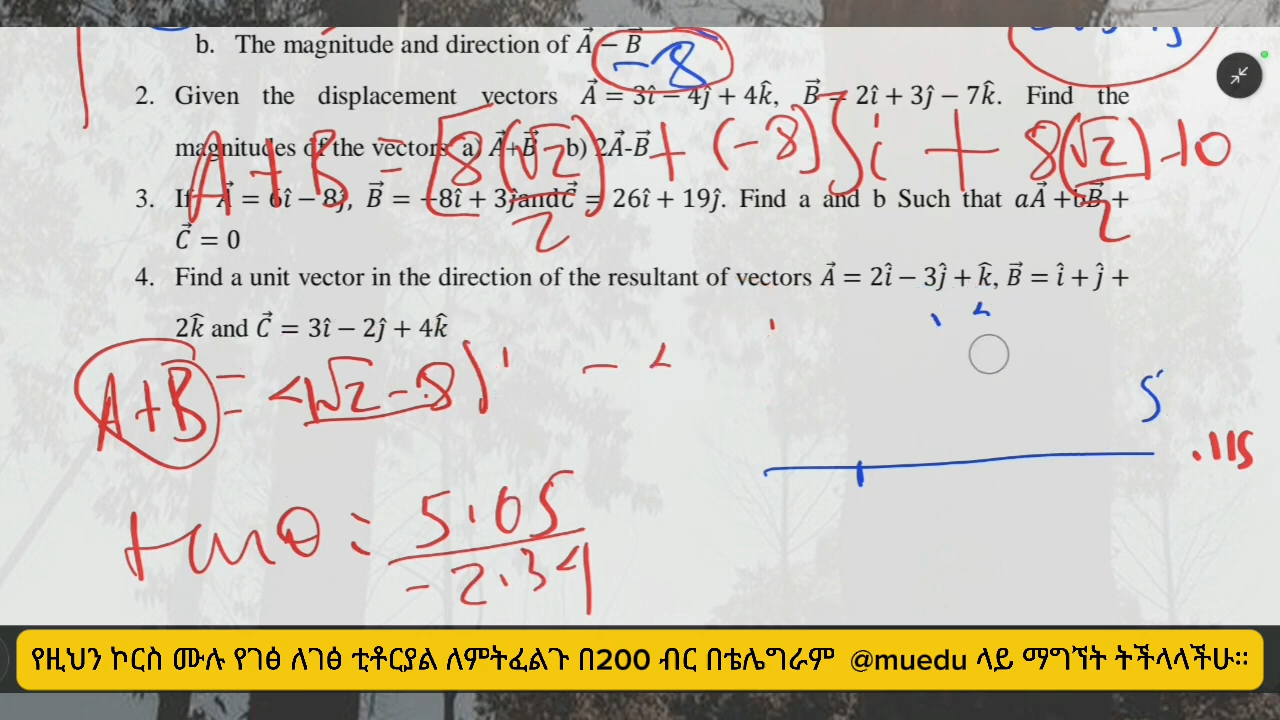 b. The magnitude and direction of A⃗ − B⃗
-8
2. Given the displacement vectors A⃗ = 3î − 4ĵ + 4k̂, B⃗ = 2î + 3ĵ − 7k̂. Find the
magnitudes of the vectors a) A⃗+B⃗ b) 2A⃗-B⃗
A+B = [8(√2/2) + (-8)]i + 8(√2/2) -10
3. If A⃗ = 6î − 8ĵ, B⃗ = −8î + 3ĵandC⃗ = 26î + 19ĵ. Find a and b Such that aA⃗ +bB⃗ +
C⃗ = 0
4. Find a unit vector in the direction of the resultant of vectors A⃗ = 2î − 3ĵ + k̂, B⃗ = î + ĵ +
2k̂ and C⃗ = 3î − 2ĵ + 4k̂
A+B =
5
.115
tanθ = 5.05/-2.34
የዚህን ኮርስ ሙሉ የገፅ ለገፅ ቲቶርያል ለምትፈልጉ በ200 ብር በቴሌግራም @muedu ላይ ማግኘት ትችላላችሁ።